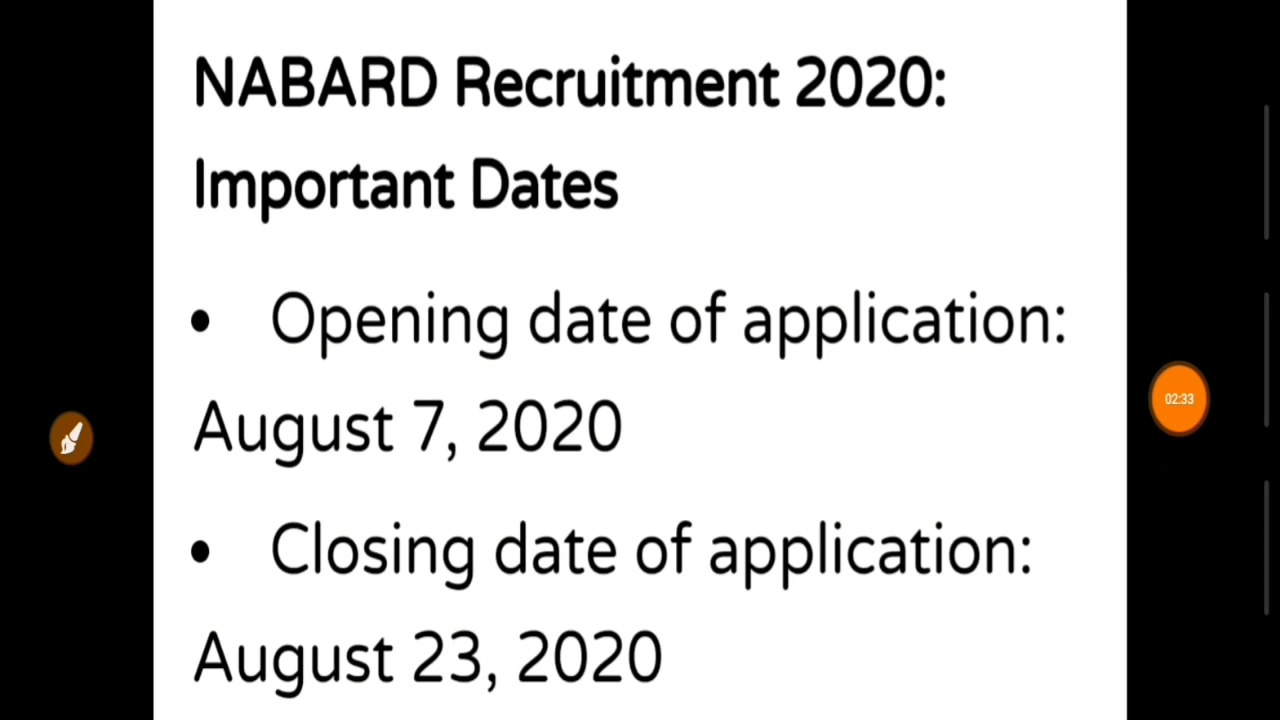 NABARD Recruitment 2020:
Important Dates
• Opening date of application:
August 7, 2020
02:33
• Closing date of application:
August 23, 2020